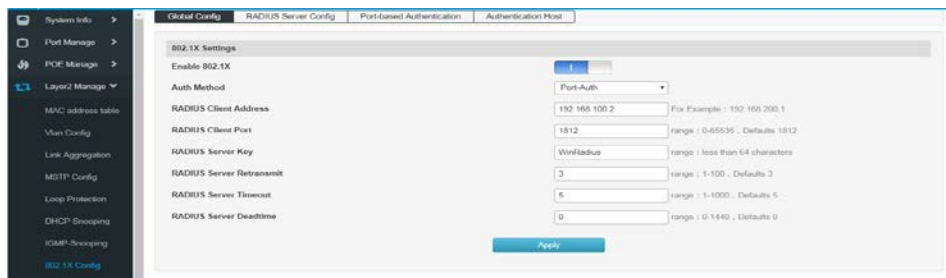 System Info
Port Manage
POE Manage
Layer2 Manage
MAC address table
Vlan Config
Link Aggregation
MSTP Config
Loop Protection
DHCP-Snooping
IGMP-Snooping
802.1X Config
Global Config RADIUS Server Config Port-based Authentication Authentication Host
802.1X Settings
Enable 802.1X
Auth Method Port-Auth
RADIUS Client Address 192.168.100.2 For Example : 192.168.200.1
RADIUS Client Port 1812 range : 0-65535 , Defaults 1812
RADIUS Server Key WinRadius range : less than 64 characters
RADIUS Server Retransmit 3 range : 1-100 , Defaults 3
RADIUS Server Timeout 5 range : 1-1000 , Defaults 5
RADIUS Server Deadtime 0 range : 0-1440 , Defaults 0
Apply